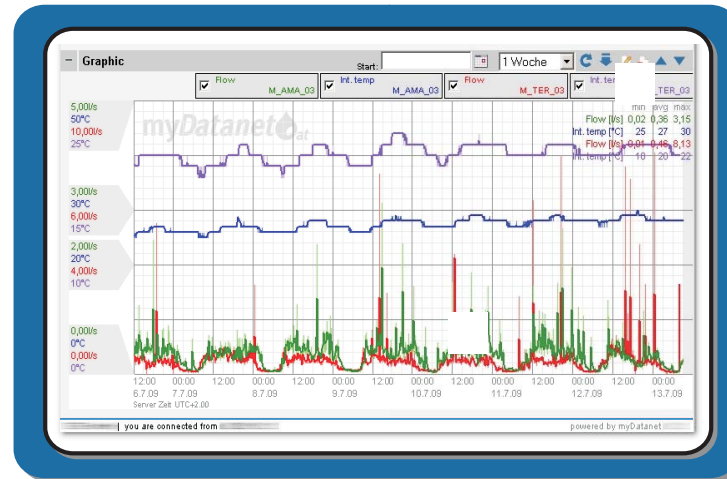 − Graphic
Start: 1 Woche
Flow M_AMA_03 Int. temp M_AMA_03 Flow M_TER_03 Int. te TER_03
myDatanet.at
min avg max
Flow [l/s] 0,02 0,36 3,15
Int. temp [°C] 25 27 30
Flow [l/s] 0,01 0,46 8,13
Int. temp [°C] 10 20 22
5,00l/s
50°C
10,00l/s
25°C
3,00l/s
30°C
6,00l/s
15°C
2,00l/s
20°C
4,00l/s
10°C
0,00l/s
0°C
0,00l/s
0°C
12:00 00:00 12:00 00:00 12:00 00:00 12:00 00:00 12:00 00:00 12:00 00:00 12:00 00:00
6.7.09 7.7.09 8.7.09 9.7.09 10.7.09 11.7.09 12.7.09 13.7.09
Server Zeit UTC+2.00
you are connected from
powered by myDatanet